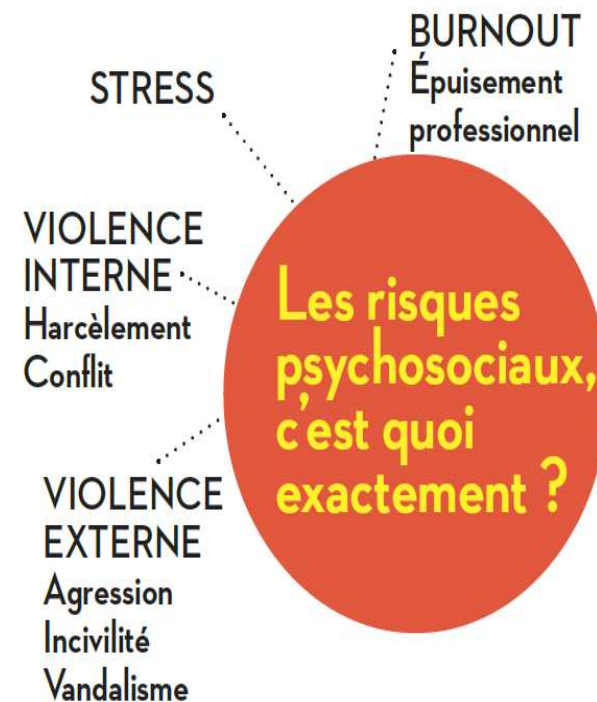 BURNOUT
Épuisement
professionnel
STRESS
VIOLENCE
INTERNE
Harcèlement
Conflit
VIOLENCE
EXTERNE
Agression
Incivilité
Vandalisme
Les risques
psychosociaux,
c'est quoi
exactement ?